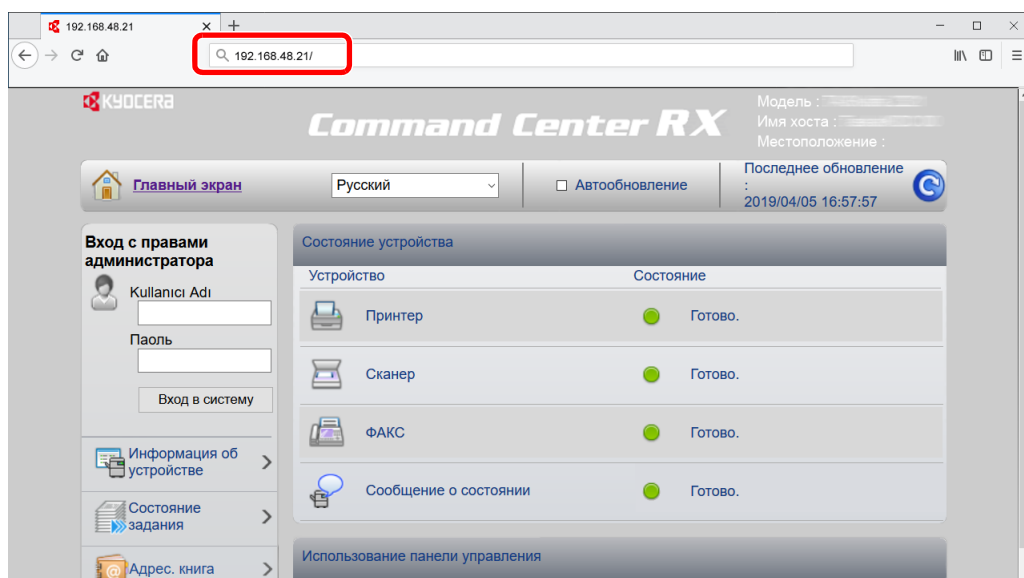 192.168.48.21
192.168.48.21/
KYOCERA
Command Center RX
Модель :
Имя хоста :
Местоположение :
Главный экран
Русский
Автообновление
Последнее обновление
:
2019/04/05 16:57:57
Вход с правами
администратора
Kullanıcı Adı
Паоль
Вход в систему
Информация об
устройстве
Состояние
задания
Адрес. книга
Состояние устройства
Устройство Состояние
Принтер Готово.
Сканер Готово.
ФАКС Готово.
Сообщение о состоянии Готово.
Использование панели управления